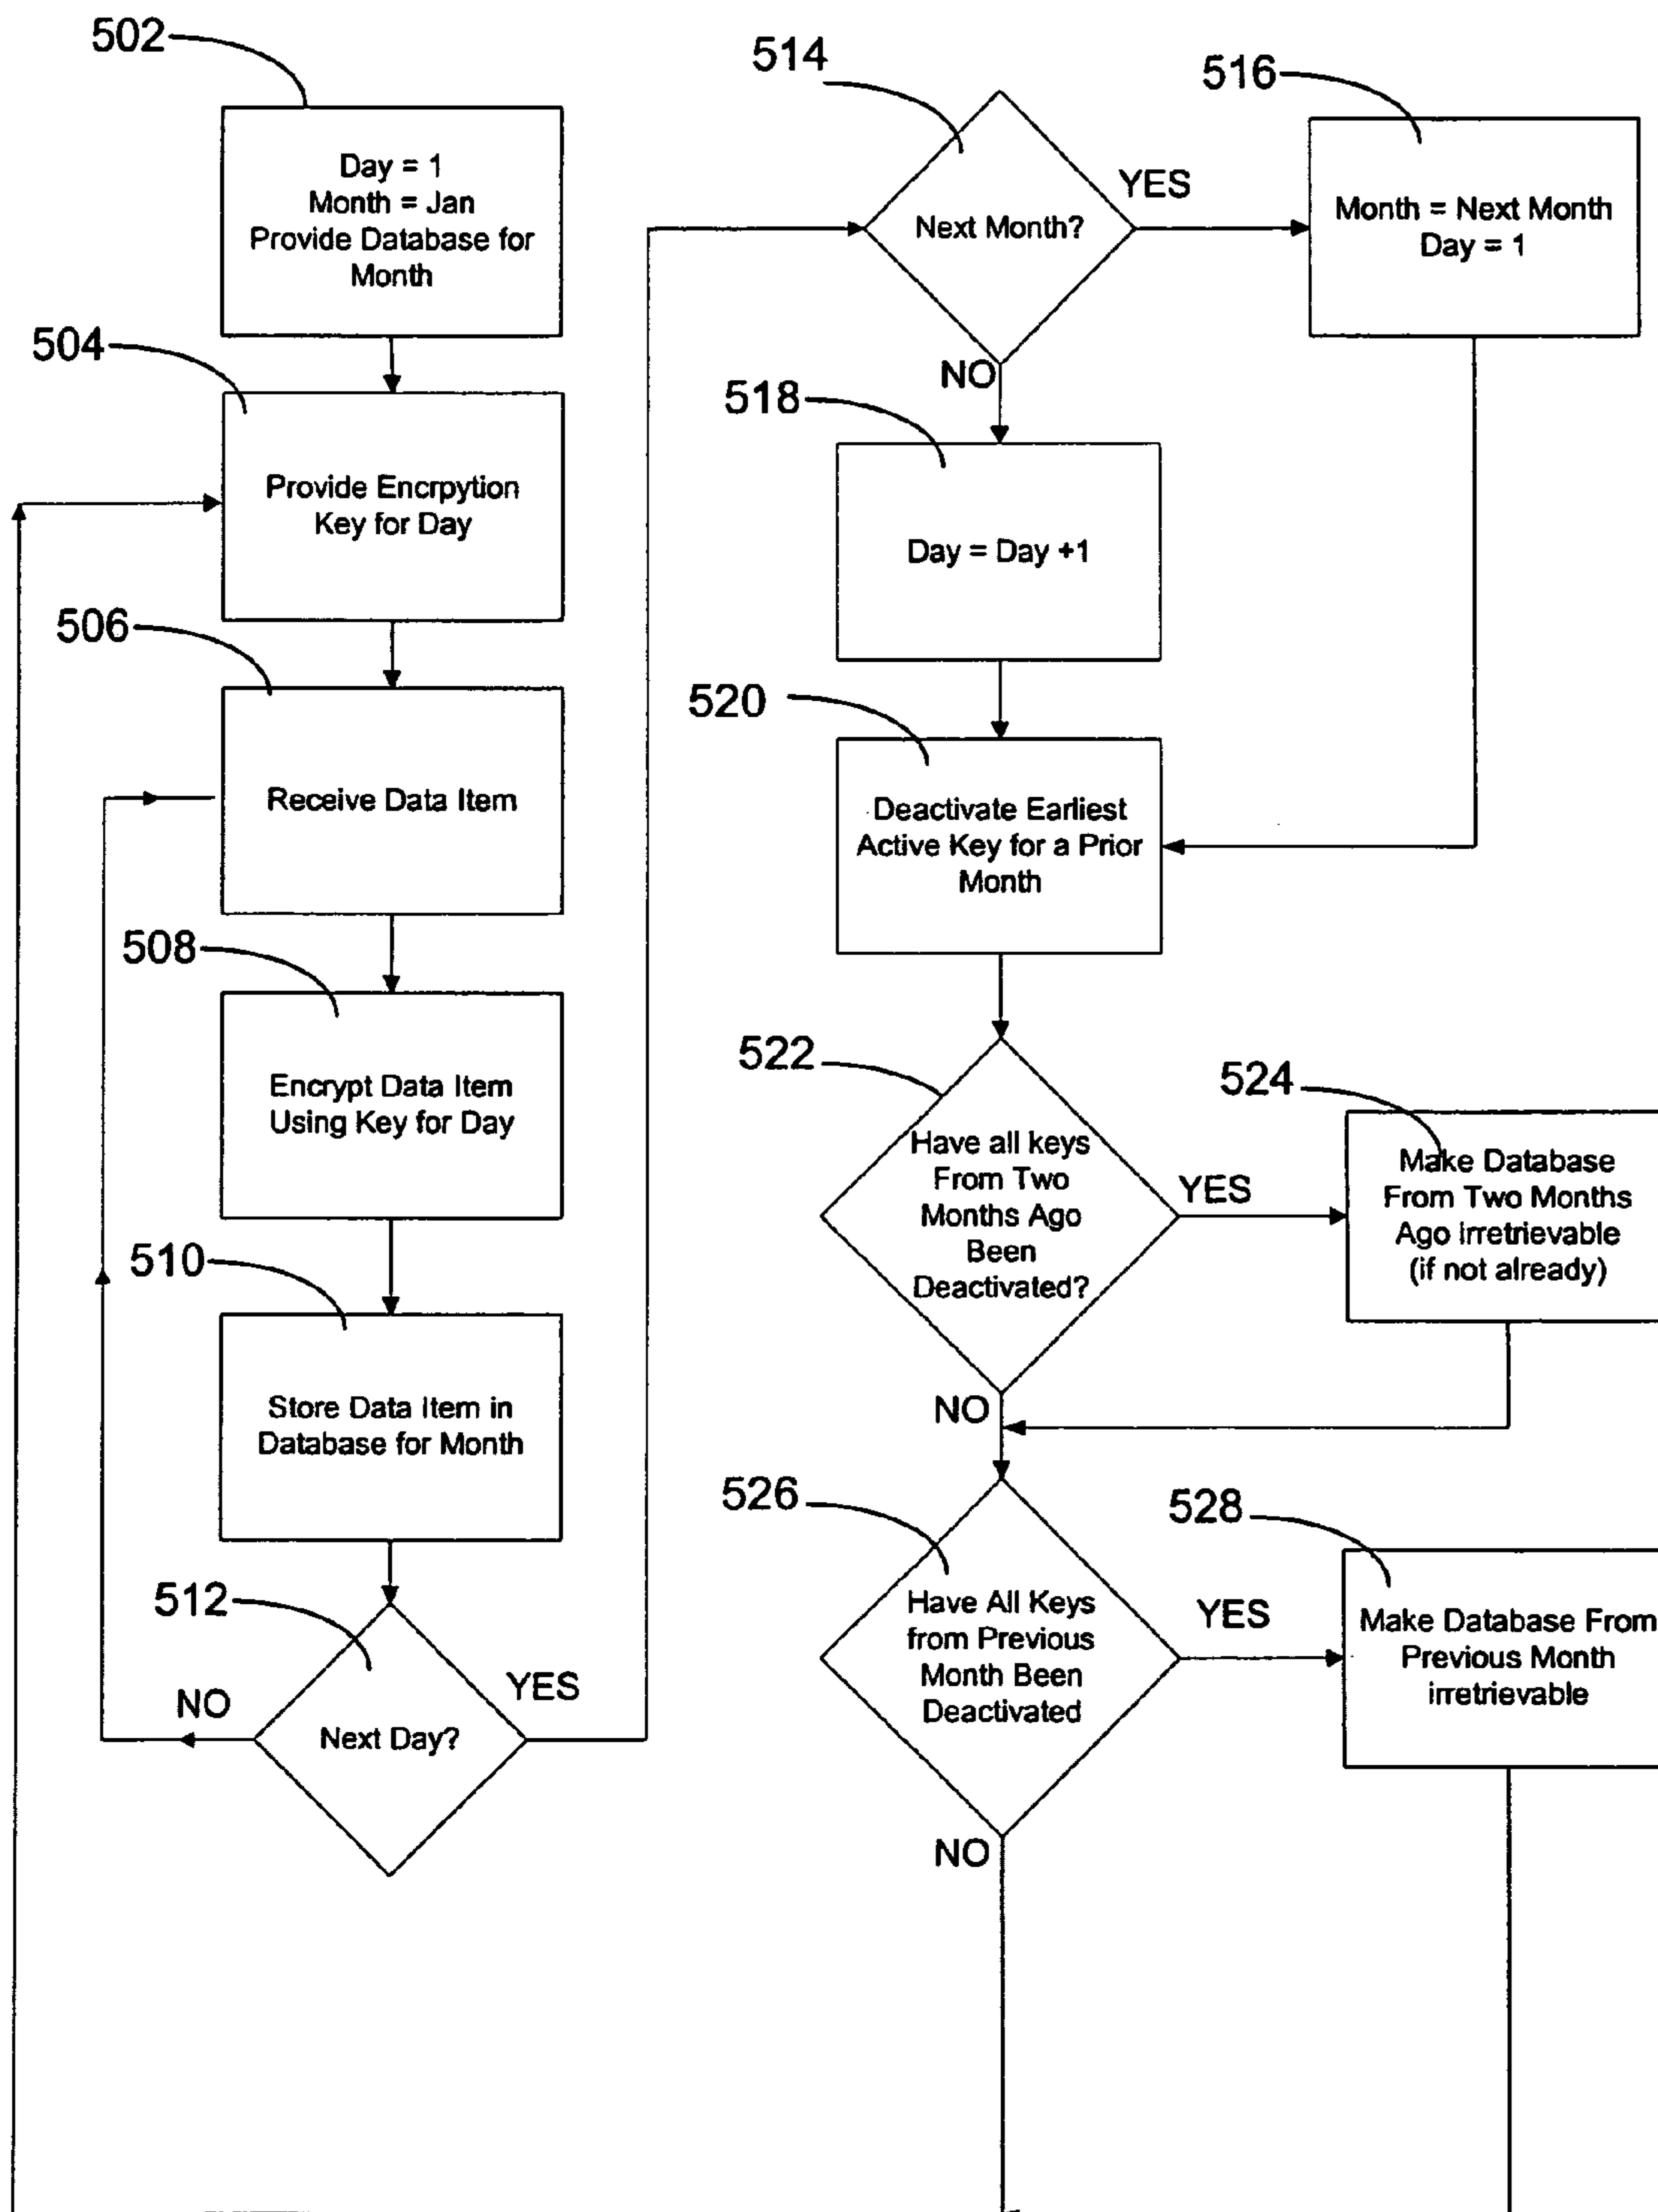 502
Day = 1
Month = Jan
Provide Database for
Month
504
Provide Encrpytion
Key for Day
506
Receive Data Item
508
Encrypt Data Item
Using Key for Day
510
Store Data Item in
Database for Month
512
Next Day?
NO
YES
514
Next Month?
YES
NO
516
Month = Next Month
Day = 1
518
Day = Day +1
520
Deactivate Earliest
Active Key for a Prior
Month
522
Have all keys
From Two
Months Ago
Been
Deactivated?
YES
NO
524
Make Database
From Two Months
Ago irretrievable
(if not already)
526
Have All Keys
from Previous
Month Been
Deactivated
YES
NO
528
Make Database From
Previous Month
irretrievable